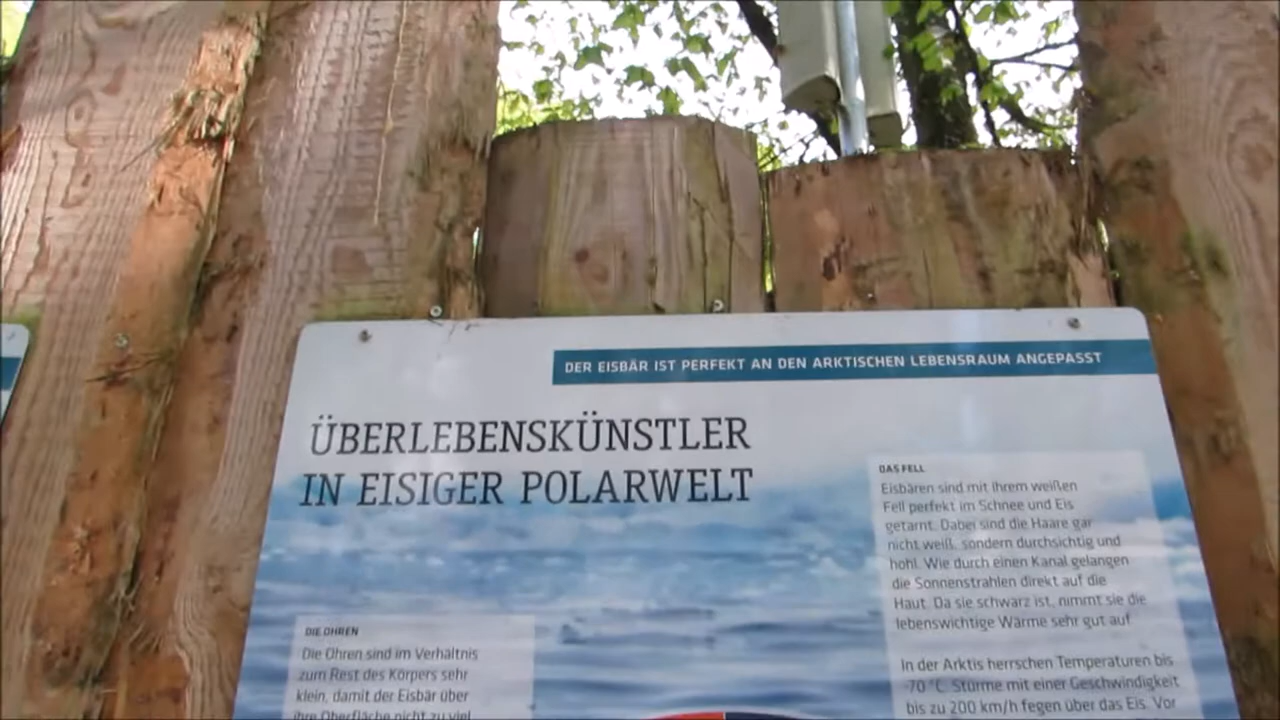 DER EISBÄR IST PERFEKT AN DEN ARKTISCHEN LEBENSRAUM ANGEPASST
ÜBERLEBENSKÜNSTLER
IN EISIGER POLARWELT
DAS FELL
Eisbären sind mit ihrem weißen
Fell perfekt im Schnee und Eis
getarnt. Dabei sind die Haare gar
nicht weiß, sondern durchsichtig und
hohl. Wie durch einen Kanal gelangen
die Sonnenstrahlen direkt auf die
Haut. Da sie schwarz ist, nimmt sie die
lebenswichtige Wärme sehr gut auf.
In der Arktis herrschen Temperaturen bis
-70 °C. Stürme mit einer Geschwindigkeit
bis zu 200 km/h fegen über das Eis. Vor
DIE OHREN
Die Ohren sind im Verhältnis
zum Rest des Körpers sehr
klein, damit der Eisbär über
ihre Oberfläche nicht zu viel